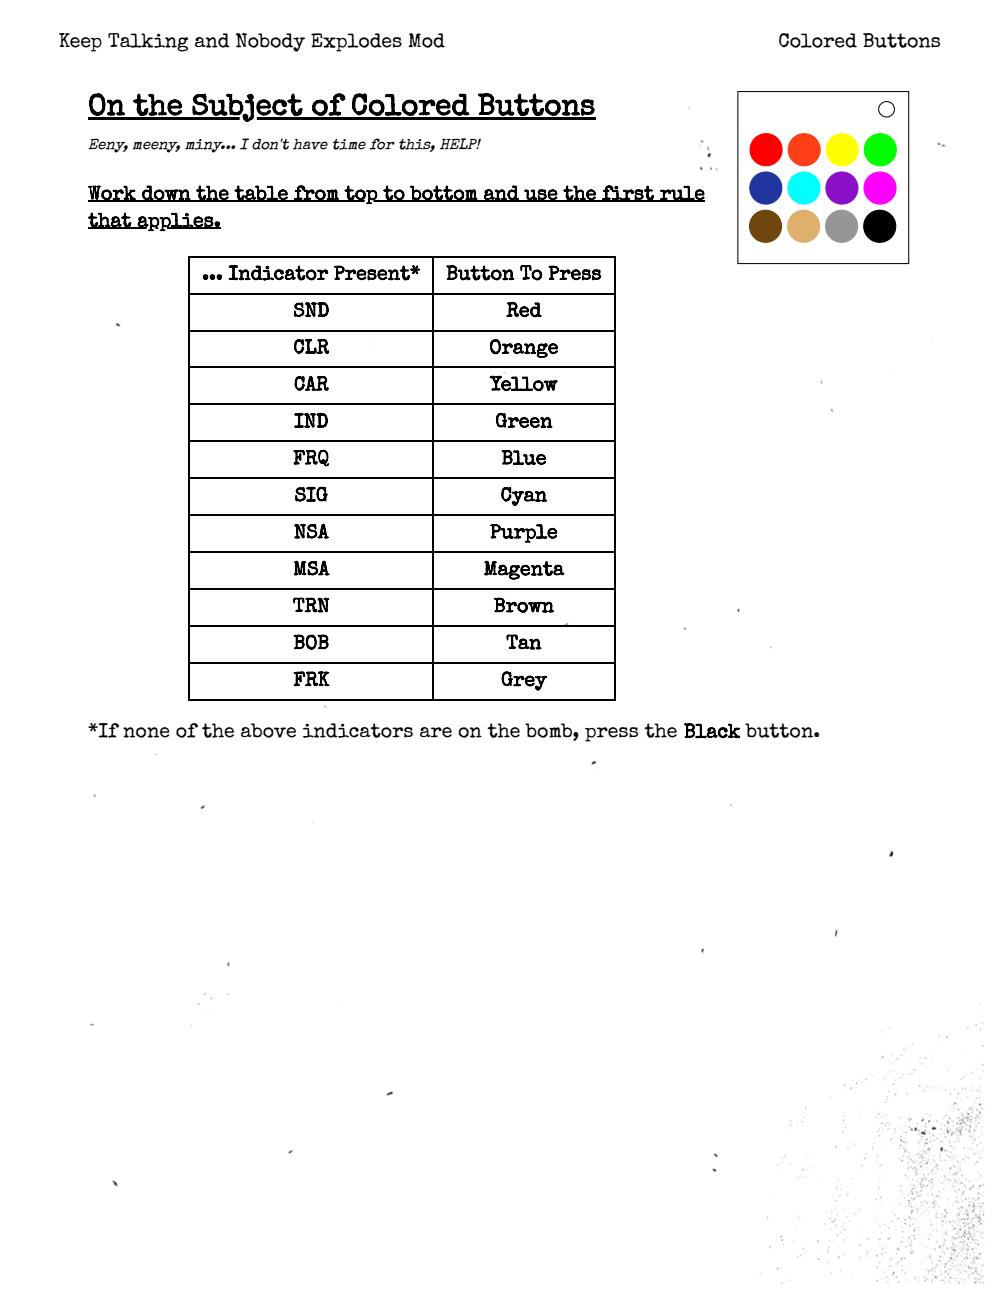 Keep Talking and Nobody Explodes Mod
Colored Buttons
On the Subject of Colored Buttons
Eeny, meeny, miny... I don't have time for this, HELP!
Work down the table from top to bottom and use the first rule
that applies.
... Indicator Present* Button To Press
SND Red
CLR Orange
CAR Yellow
IND Green
FRQ Blue
SIG Cyan
NSA Purple
MSA Magenta
TRN Brown
BOB Tan
FRK Grey
*If none of the above indicators are on the bomb, press the Black button.